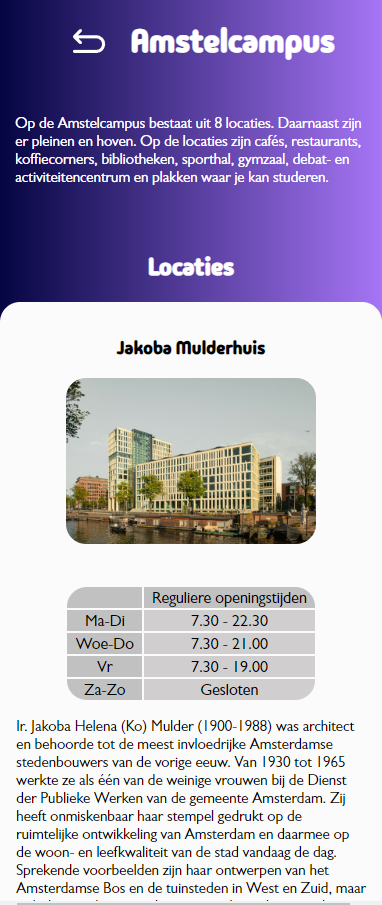 Amstelcampus
Op de Amstelcampus bestaat uit 8 locaties. Daarnaast zijn
er pleinen en hoven. Op de locaties zijn cafés, restaurants,
koffiecorners, bibliotheken, sporthal, gymzaal, debat- en
activiteitencentrum en plakken waar je kan studeren.
Locaties
Jakoba Mulderhuis
Reguliere openingstijden
Ma-Di 7.30 - 22.30
Woe-Do 7.30 - 21.00
Vr 7.30 - 19.00
Za-Zo Gesloten
Ir. Jakoba Helena (Ko) Mulder (1900-1988) was architect
en behoorde tot de meest invloedrijke Amsterdamse
stedenbouwers van de vorige eeuw. Van 1930 tot 1965
werkte ze als één van de weinige vrouwen bij de Dienst
der Publieke Werken van de gemeente Amsterdam. Zij
heeft onmiskenbaar haar stempel gedrukt op de
ruimtelijke ontwikkeling van Amsterdam en daarmee op
de woon- en leefkwaliteit van de stad vandaag de dag.
Sprekende voorbeelden zijn haar ontwerpen van het
Amsterdamse Bos en de tuinsteden in West en Zuid, maar